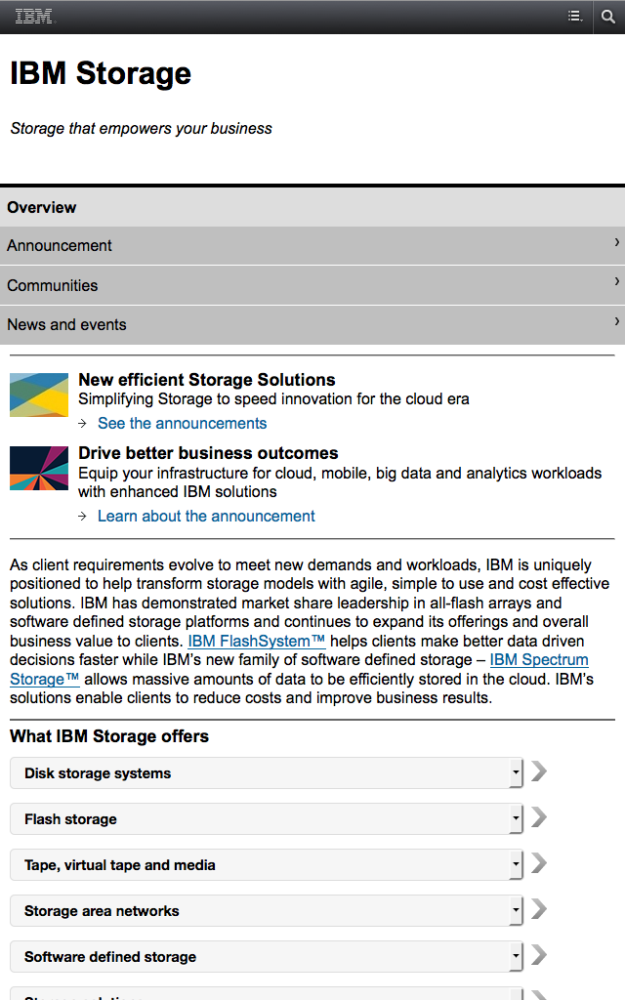 IBM
IBM Storage
Storage that empowers your business
Overview
Announcement
Communities
News and events
New efficient Storage Solutions
Simplifying Storage to speed innovation for the cloud era
See the announcements
Drive better business outcomes
Equip your infrastructure for cloud, mobile, big data and analytics workloads
with enhanced IBM solutions
Learn about the announcement
As client requirements evolve to meet new demands and workloads, IBM is uniquely
positioned to help transform storage models with agile, simple to use and cost effective
solutions. IBM has demonstrated market share leadership in all-flash arrays and
software defined storage platforms and continues to expand its offerings and overall
business value to clients. IBM FlashSystem™ helps clients make better data driven
decisions faster while IBM’s new family of software defined storage – IBM Spectrum
Storage™ allows massive amounts of data to be efficiently stored in the cloud. IBM’s
solutions enable clients to reduce costs and improve business results.
What IBM Storage offers
Disk storage systems
Flash storage
Tape, virtual tape and media
Storage area networks
Software defined storage